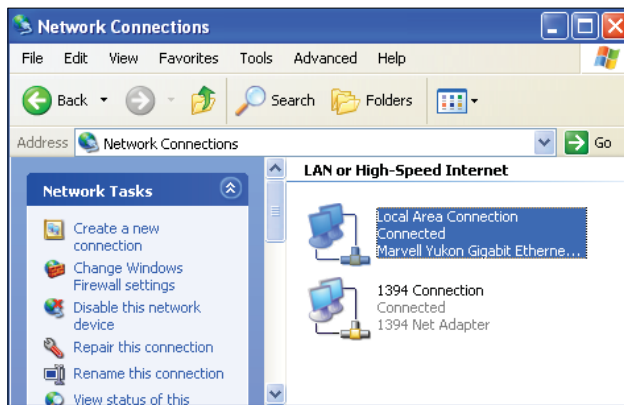 Network Connections
File Edit View Favorites Tools Advanced Help
Back Search Folders
Address Network Connections Go
Network Tasks
Create a new
connection
Change Windows
Firewall settings
Disable this network
device
Repair this connection
Rename this connection
View status of this
LAN or High-Speed Internet
Local Area Connection
Connected
Marvell Yukon Gigabit Etherne...
1394 Connection
Connected
1394 Net Adapter